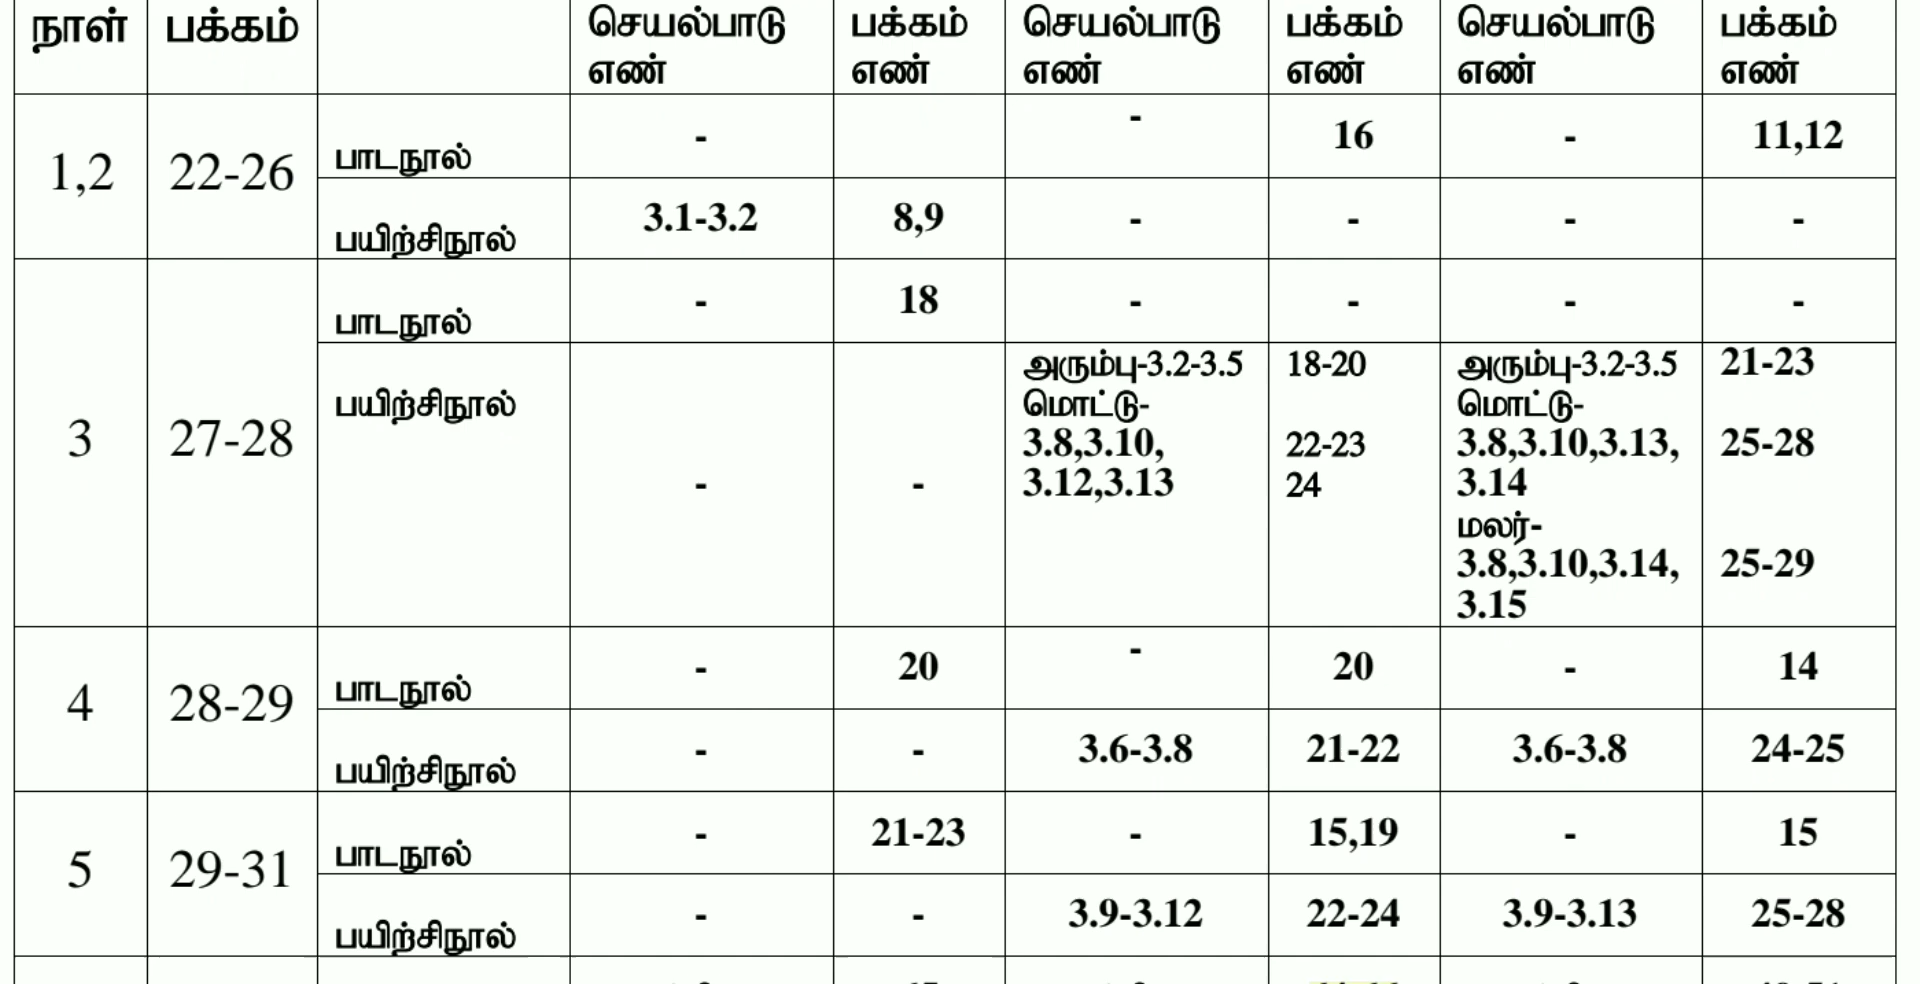 நாள் பக்கம் செயல்பாடு எண் பக்கம் எண் செயல்பாடு எண் பக்கம் எண் செயல்பாடு எண் பக்கம் எண்
1,2 22-26 பாடநூல் - - 16 - 11,12
பயிற்சிநூல் 3.1-3.2 8,9 - - - -
3 27-28 பாடநூல் - 18 - - - -
பயிற்சிநூல் - -
அரும்பு-3.2-3.5 18-20 அரும்பு-3.2-3.5 21-23
மொட்டு- மொட்டு-
3.8,3.10, 22-23 3.8,3.10,3.13, 25-28
3.12,3.13 24 3.14
மலர்-
3.8,3.10,3.14, 25-29
3.15
4 28-29 பாடநூல் - 20 - 20 - 14
பயிற்சிநூல் - - 3.6-3.8 21-22 3.6-3.8 24-25
5 29-31 பாடநூல் - 21-23 - 15,19 - 15
பயிற்சிநூல் - - 3.9-3.12 22-24 3.9-3.13 25-28